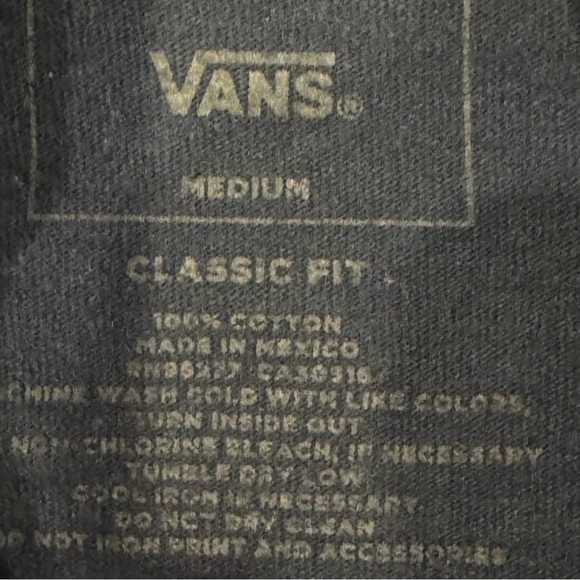 VANS®
MEDIUM
CLASSIC FIT
100% COTTON
MADE IN MEXICO
CHINE WASH COLD WITH LIKE COLORS,
TURN INSIDE OUT
NON-CHLORINE BLEACH, IF NECESSARY
TUMBLE DRY LOW
COOL IRON IF NECESSARY
DO NOT DRY CLEAN
DO NOT IRON PRINT AND ACCESSORIES